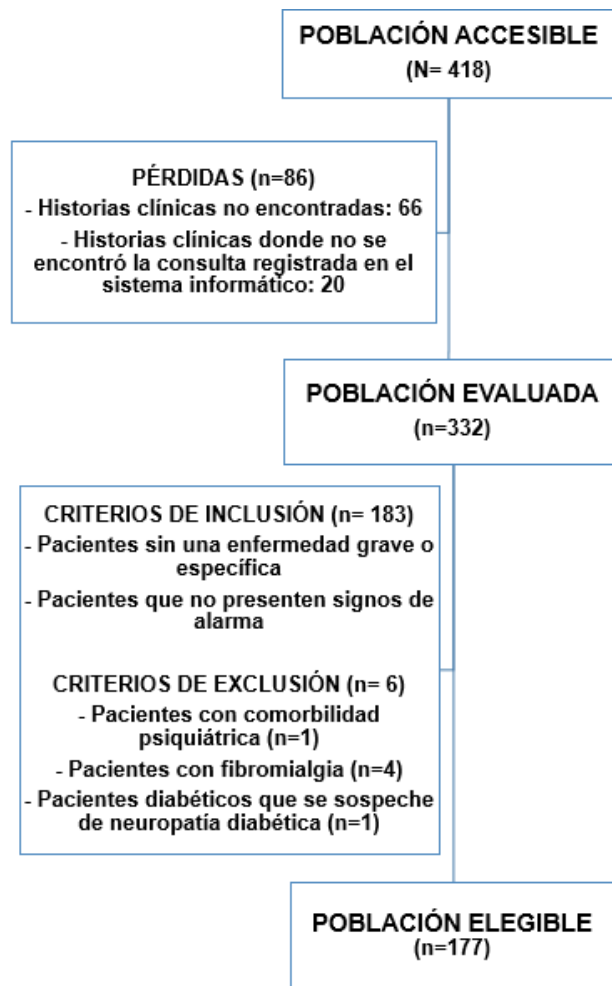 POBLACIÓN ACCESIBLE
(N= 418)
PÉRDIDAS (n=86)
- Historias clínicas no encontradas: 66
- Historias clínicas donde no se
encontró la consulta registrada en el
sistema informático: 20
POBLACIÓN EVALUADA
(n=332)
CRITERIOS DE INCLUSIÓN (n= 183)
- Pacientes sin una enfermedad grave o
específica
- Pacientes que no presenten signos de
alarma
CRITERIOS DE EXCLUSIÓN (n= 6)
- Pacientes con comorbilidad
psiquiátrica (n=1)
- Pacientes con fibromialgia (n=4)
- Pacientes diabéticos que se sospeche
de neuropatía diabética (n=1)
POBLACIÓN ELEGIBLE
(n=177)